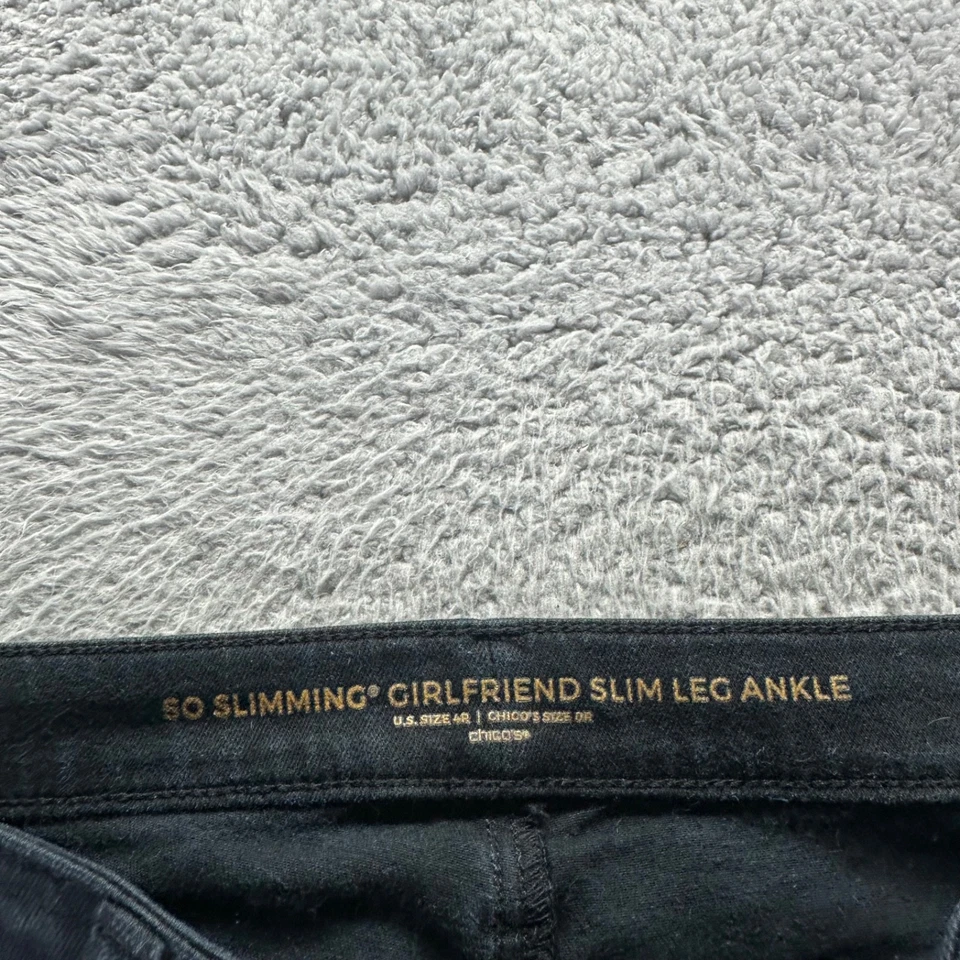 SO SLIMMING® GIRLFRIEND SLIM LEG ANKLE
U.S. SIZE 4R | CHICO'S SIZE 0R
chico's®